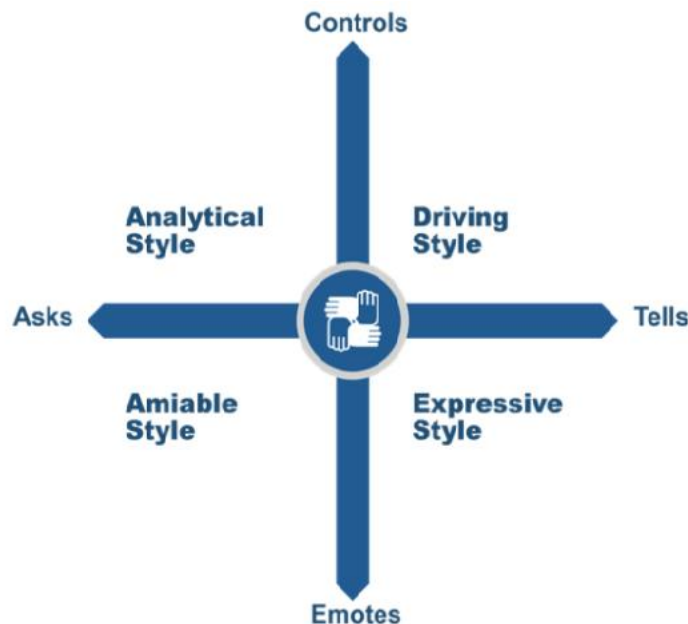 Controls
Analytical
Style
Driving
Style
Asks
Tells
Amiable
Style
Expressive
Style
Emotes